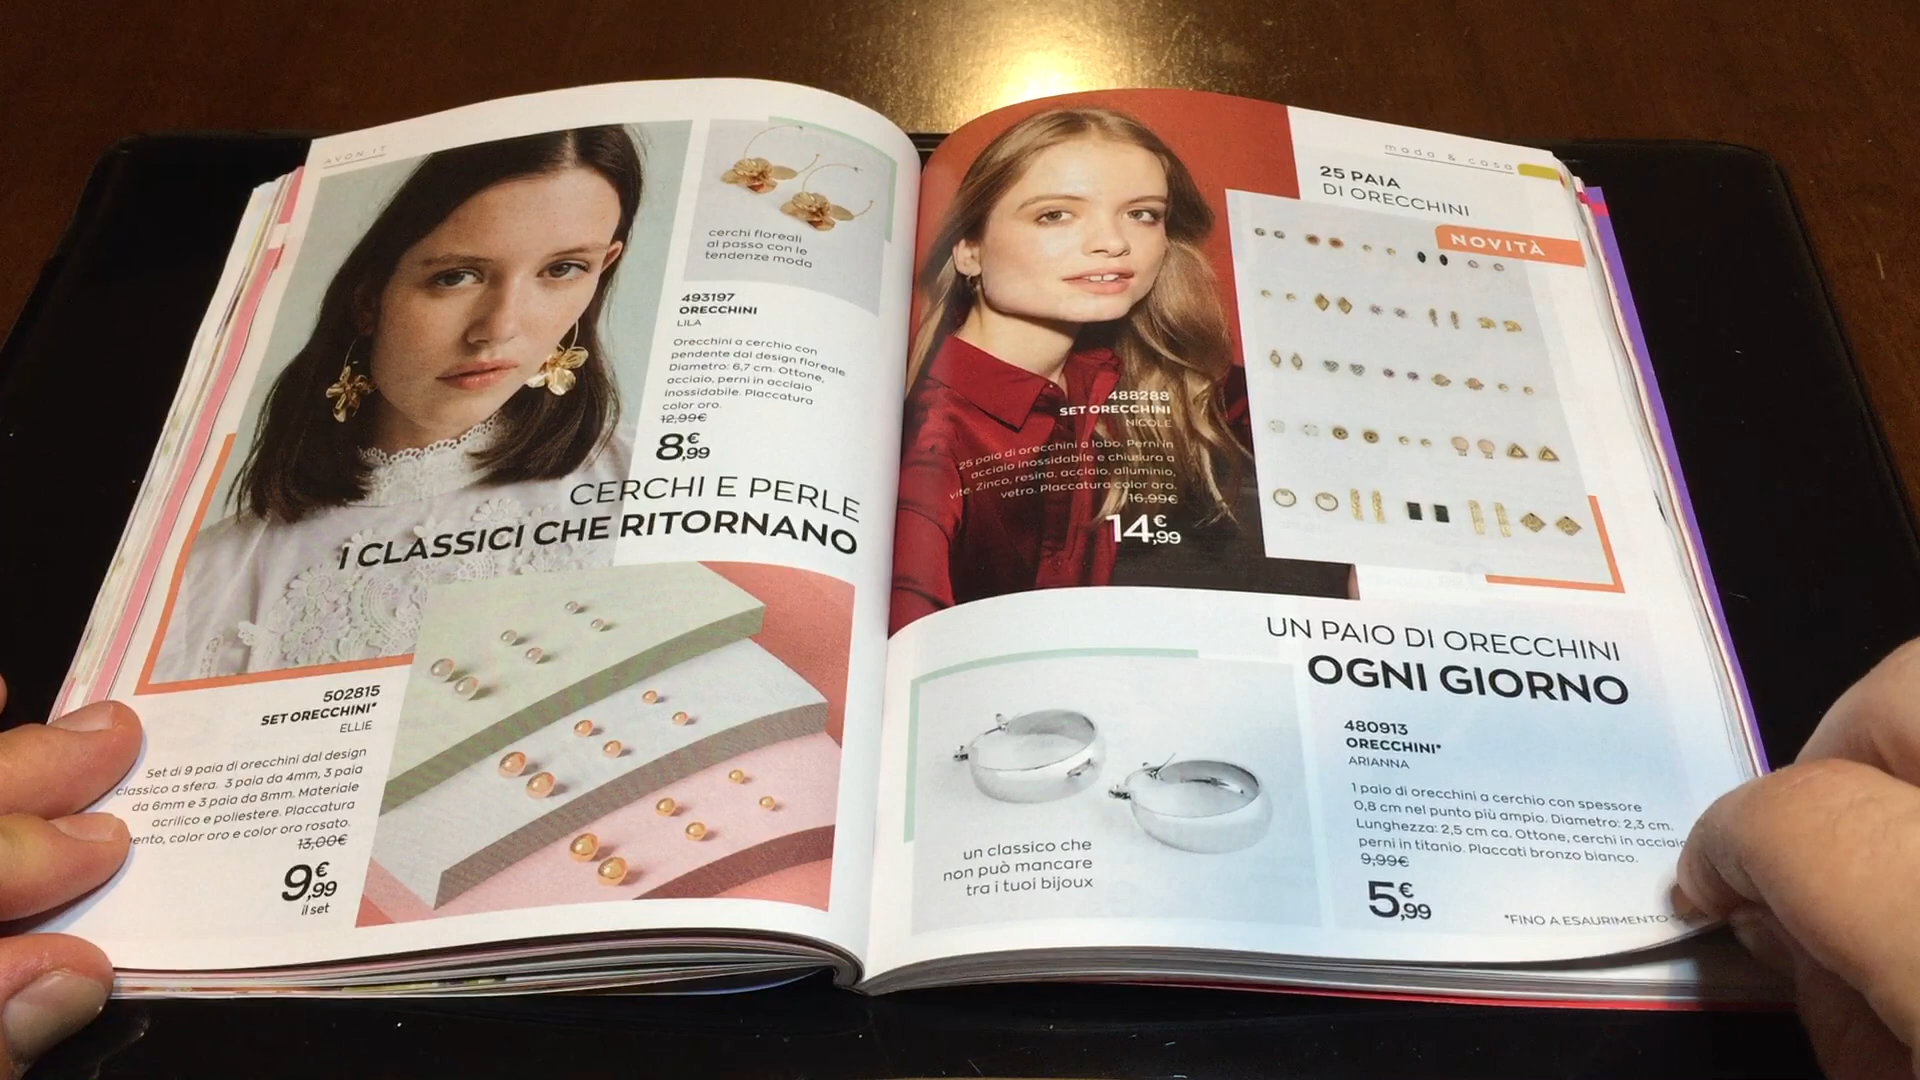 AVON.IT
cerchi floreali
al passo con le
tendenze moda
493197
ORECCHINI
LILA
Orecchini a cerchio con
pendente dal design floreale
Diametro: 6,7 cm. Ottone,
acciaio, perni in acciaio
inossidabile. Placcatura
color oro.
12,99€
8,99€
CERCHI E PERLE
I CLASSICI CHE RITORNANO
502815
SET ORECCHINI*
ELLIE
Set di 9 paia di orecchini dal design
classico a sfera. 3 paia da 4mm, 3 paia
da 6mm e 3 paia da 8mm. Materiale
acrilico e poliestere. Placcatura
ento, color oro e color oro rosato.
13,00€
9,99€
il set
moda & casa
25 PAIA
DI ORECCHINI
NOVITÀ
488288
SET ORECCHINI
NICOLE
25 paia di orecchini a lobo. Perni in
acciaio inossidabile e chiusura a
vite. Zinco, resina, acciaio, alluminio,
vetro. Placcatura color oro.
16,99€
14,99€
UN PAIO DI ORECCHINI
OGNI GIORNO
480913
ORECCHINI*
ARIANNA
1 paio di orecchini a cerchio con spessore
0,8 cm nel punto più ampio. Diametro: 2,3 cm.
Lunghezza: 2,5 cm ca. Ottone, cerchi in acciaio
perni in titanio. Placcati bronzo bianco.
9,99€
5,99€
un classico che
non può mancare
tra i tuoi bijoux
*FINO A ESAURIMENTO